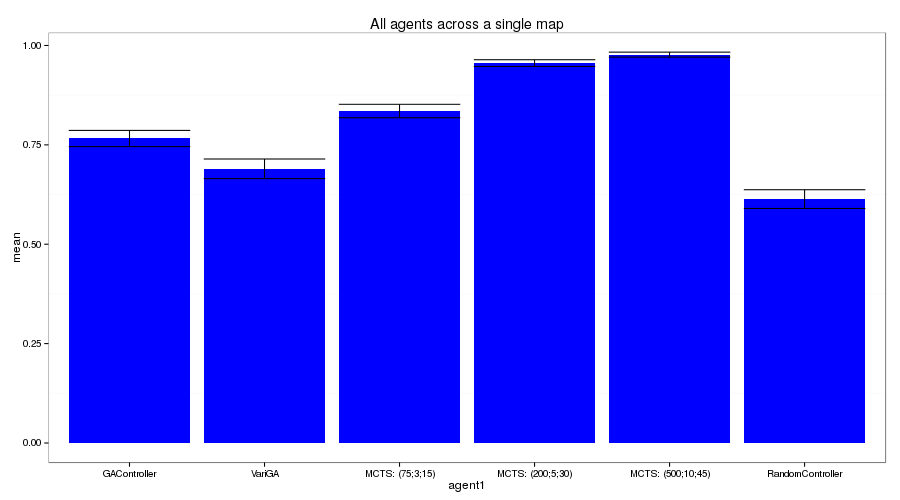 All agents across a single map
1.00
0.75
0.50
0.25
0.00
mean
GAController VariGA MCTS: (75;3;15) MCTS: (200;5;30) MCTS: (500;10;45) RandomController
agent1